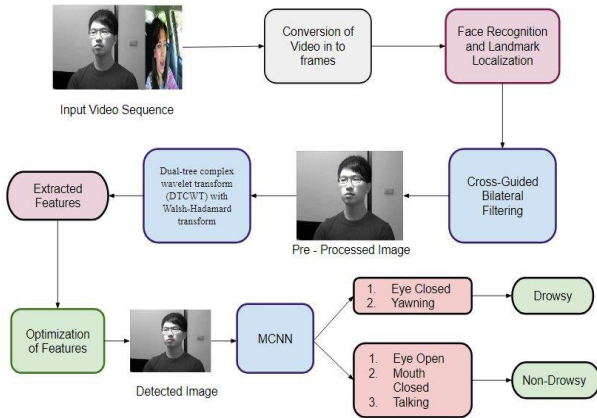 Conversion of
Video in to
frames
Face Recognition
and Landmark
Localization
Input Video Sequence
Extracted
Features
Dual-tree complex
wavelet transform
(DTCWT) with
Walsh-Hadamard
transform
Cross-Guided
Bilateral
Filtering
Pre - Processed Image
1. Eye Closed
2. Yawning
Drowsy
Optimization
of Features
MCNN
1. Eye Open
2. Mouth
Closed
3. Talking
Non-Drowsy
Detected Image